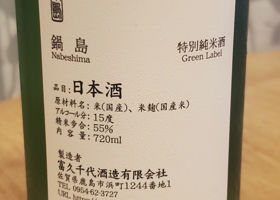 鍋島
Nabeshima
特別純米酒
Green Label
品目:日本酒
原材料名:米(国産)、米麹(国産米)
アルコール分:15度
精米歩合:55%
内容量:720ml
製造者
富久千代酒造有限会社
佐賀県鹿島市浜町1244番地1
TEL 0954-62-3727